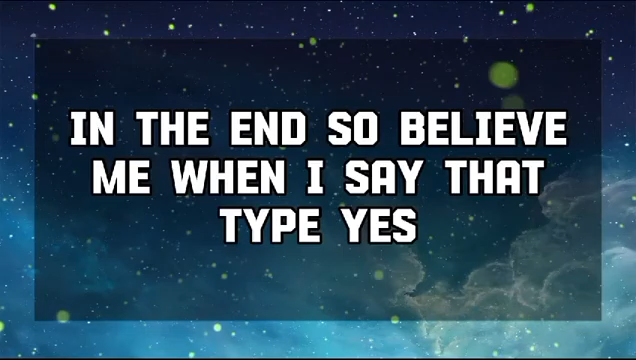 IN THE END SO BELIEVE
ME WHEN I SAY THAT
TYPE YES